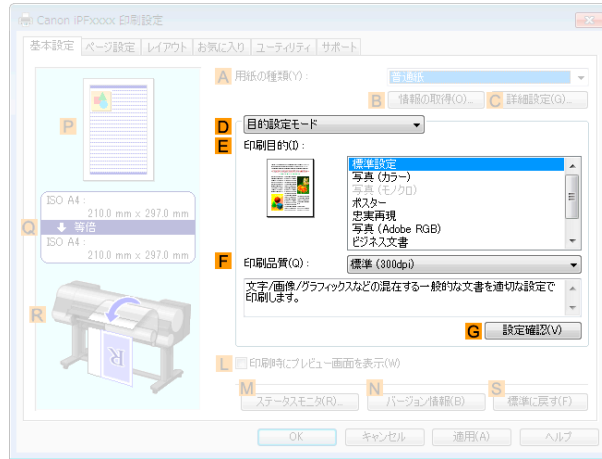 Canon iPFxxxx 印刷設定
基本設定 ページ設定 レイアウト お気に入り ユーティリティ サポート
A 用紙の種類(Y) : 普通紙
B 情報の取得(O)... C 詳細設定(G)...
P
D 目的設定モード
E 印刷目的(I) :
標準設定
写真 (カラー)
写真 (モノクロ)
ポスター
忠実再現
写真 (Adobe RGB)
ビジネス文書
ISO A4 :
210.0 mm × 297.0 mm
Q 等倍
ISO A4 :
210.0 mm × 297.0 mm
F 印刷品質(Q) : 標準 (300dpi)
文字/画像/グラフィックスなどの混在する一般的な文書を適切な設定で
印刷します。
R
R
G 設定確認(V)
L 印刷時にプレビュー画面を表示(W)
M ステータスモニタ(R)... N バージョン情報(B) S 標準に戻す(F)
OK キャンセル 適用(A) ヘルプ